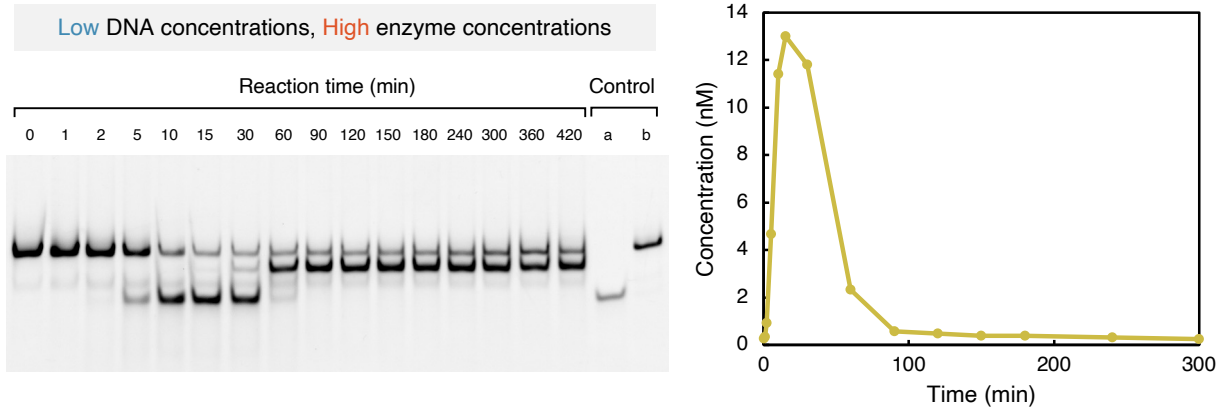 Low DNA concentrations, High enzyme concentrations
Reaction time (min) Control
0 1 2 5 10 15 30 60 90 120 150 180 240 300 360 420 a b
14
12
10
8
6
4
2
0
Concentration (nM)
0 100 200 300
Time (min)